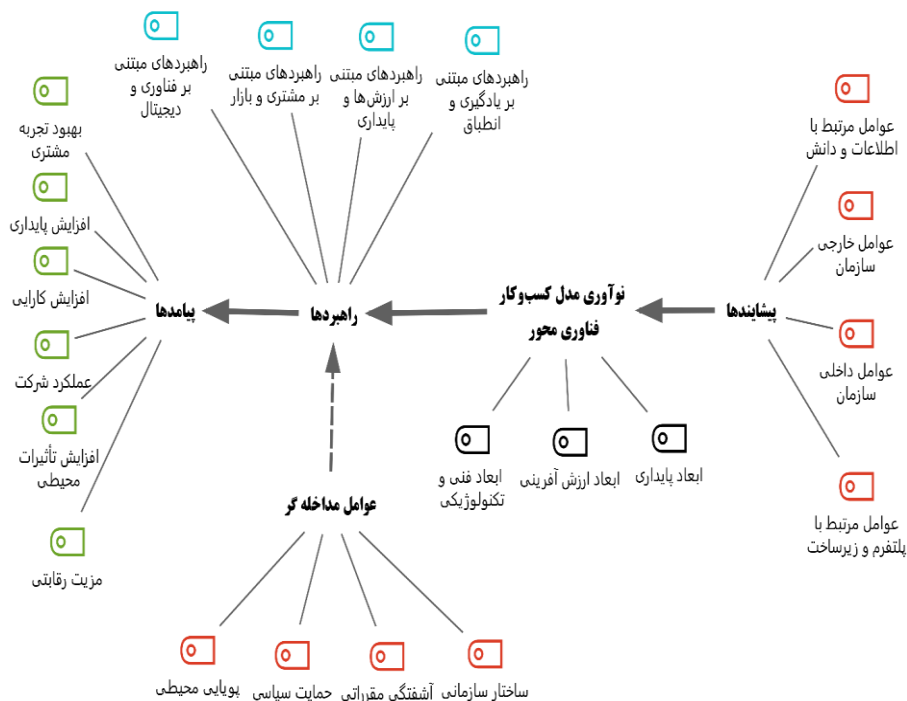 راهبردهای مبتنی
بر یادگیری و
انطباق
راهبردهای مبتنی
بر ارزش‌ها و
پایداری
راهبردهای مبتنی
بر مشتری و بازار
راهبردهای مبتنی
بر فناوری و
دیجیتال
عوامل مرتبط با
اطلاعات و دانش
عوامل خارجی
سازمان
عوامل داخلی
سازمان
عوامل مرتبط با
پلتفرم و زیرساخت
پیشایندها
نوآوری مدل کسب‌وکار
فناوری محور
راهبردها
پیامدها
بهبود تجربه
مشتری
افزایش پایداری
افزایش کارایی
عملکرد شرکت
افزایش تأثیرات
محیطی
مزیت رقابتی
ابعاد پایداری
ابعاد ارزش آفرینی
ابعاد فنی و
تکنولوژیکی
عوامل مداخله گر
ساختار سازمانی
آشفتگی مقرراتی
حمایت سیاسی
پویایی محیطی